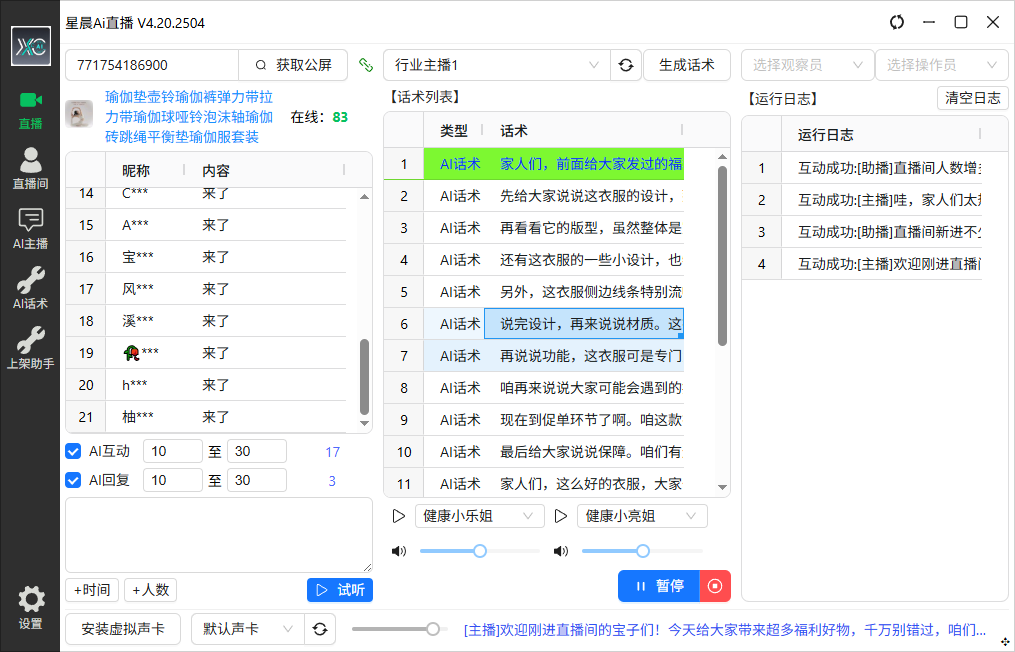 星晨Ai直播 V4.20.2504
XC AI
直播
直播间
AI主播
AI话术
上架助手
设置
771754186900
获取公屏
瑜伽垫壶铃瑜伽裤弹力带拉
力带瑜伽球哑铃泡沫轴瑜伽
砖跳绳平衡垫瑜伽服套装
在线：83
昵称 内容
14 C*** 来了
15 A*** 来了
16 宝*** 来了
17 风*** 来了
18 溪*** 来了
19 🥀*** 来了
20 h*** 来了
21 柚*** 来了
AI互动 10 至 30 17
AI回复 10 至 30 3
+时间 +人数 试听
行业主播1
生成话术
【话术列表】
类型 话术
1 AI话术 家人们，前面给大家发过的福
2 AI话术 先给大家说说这衣服的设计，
3 AI话术 再看看它的版型，虽然整体是
4 AI话术 还有这衣服的一些小设计，也
5 AI话术 另外，这衣服侧边线条特别流
6 AI话术 说完设计，再来说说材质。这
7 AI话术 再说说功能，这衣服可是专门
8 AI话术 咱再来说说大家可能会遇到的
9 AI话术 现在到促单环节了啊。咱这款
10 AI话术 最后给大家说说保障。咱们有
11 AI话术 家人们，这么好的衣服，大家
健康小乐姐 健康小亮姐
暂停
选择观察员 选择操作员
【运行日志】 清空日志
运行日志
1 互动成功:[助播]直播间人数增
2 互动成功:[主播]哇，家人们太
3 互动成功:[助播]直播间新进不
4 互动成功:[主播]欢迎刚进直播间
安装虚拟声卡 默认声卡
[主播]欢迎刚进直播间的宝子们！今天给大家带来超多福利好物，千万别错过，咱们...